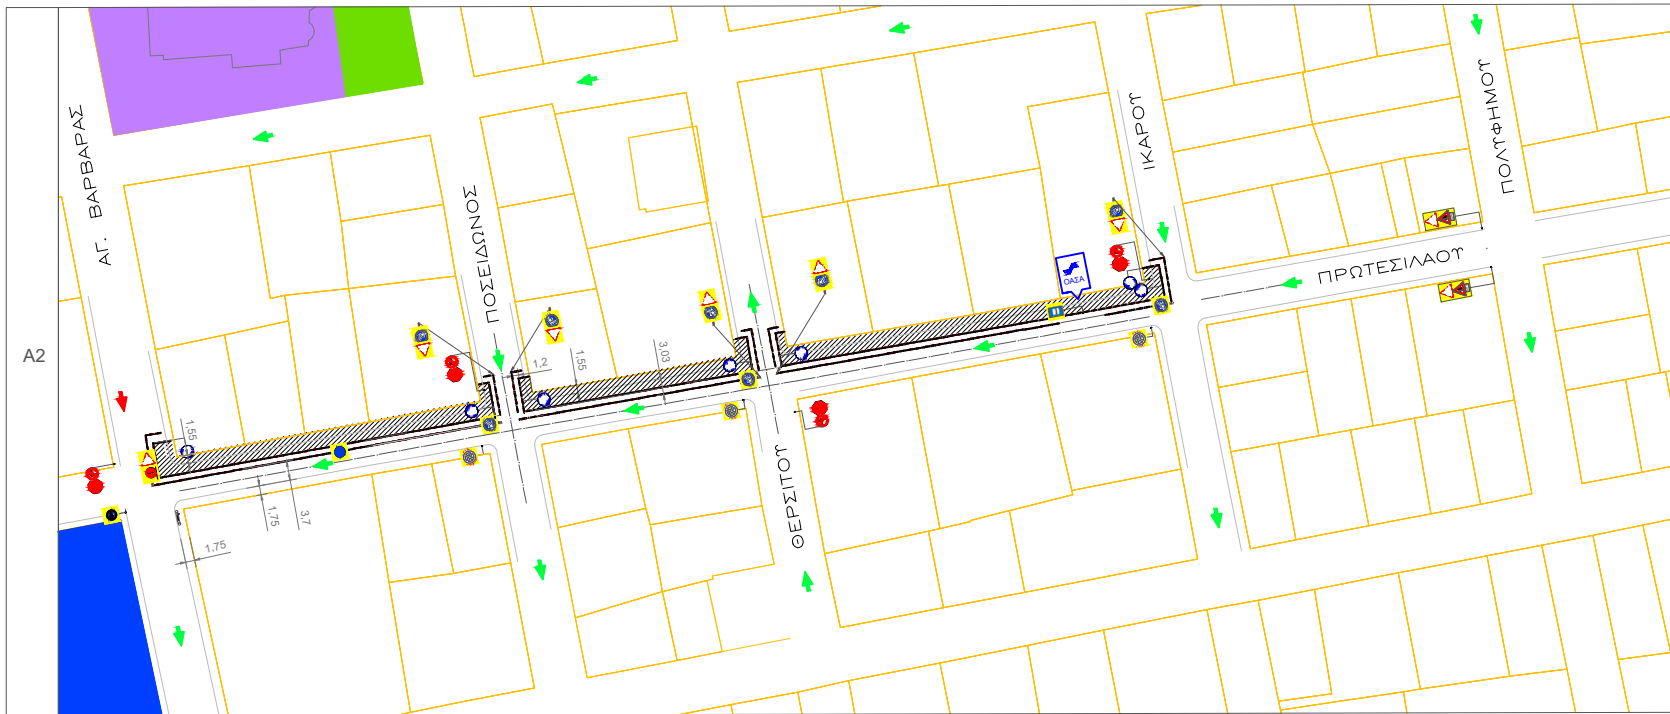 A2
ΑΓ. ΒΑΡΒΑΡΑΣ
ΠΟΣΕΙΔΩΝΟΣ
ΘΕΡΣΙΤΟΥ
ΙΚΑΡΟΥ
ΠΟΛΥΦΗΜΟΥ
ΠΡΩΤΕΣΙΛΑΟΥ
ΟΑΣΑ
1,2
1,55
3,03
1,55
1,75
3,7
1,75